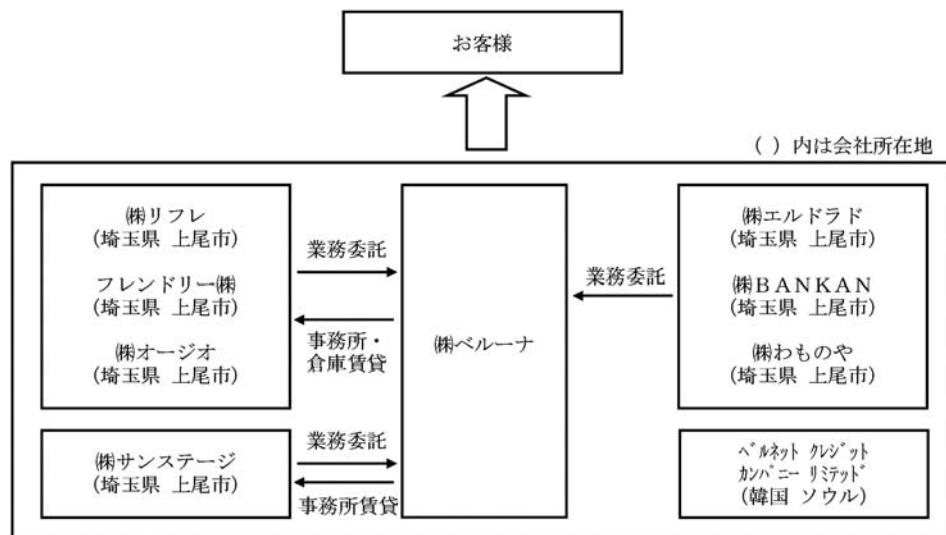 お客様
( ) 内は会社所在地
㈱リフレ
(埼玉県 上尾市)
フレンドリー㈱
(埼玉県 上尾市)
㈱オージオ
(埼玉県 上尾市)
業務委託
事務所・
倉庫賃貸
㈱サンステージ
(埼玉県 上尾市)
業務委託
事務所賃貸
㈱ベルーナ
業務委託
㈱エルドラド
(埼玉県 上尾市)
㈱ＢＡＮＫＡＮ
(埼玉県 上尾市)
㈱わものや
(埼玉県 上尾市)
ﾍﾞﾙﾈｯﾄ ｸﾚｼﾞｯﾄ
ｶﾝﾊﾟﾆｰ ﾘﾐﾃｯﾄﾞ
(韓国 ソウル)